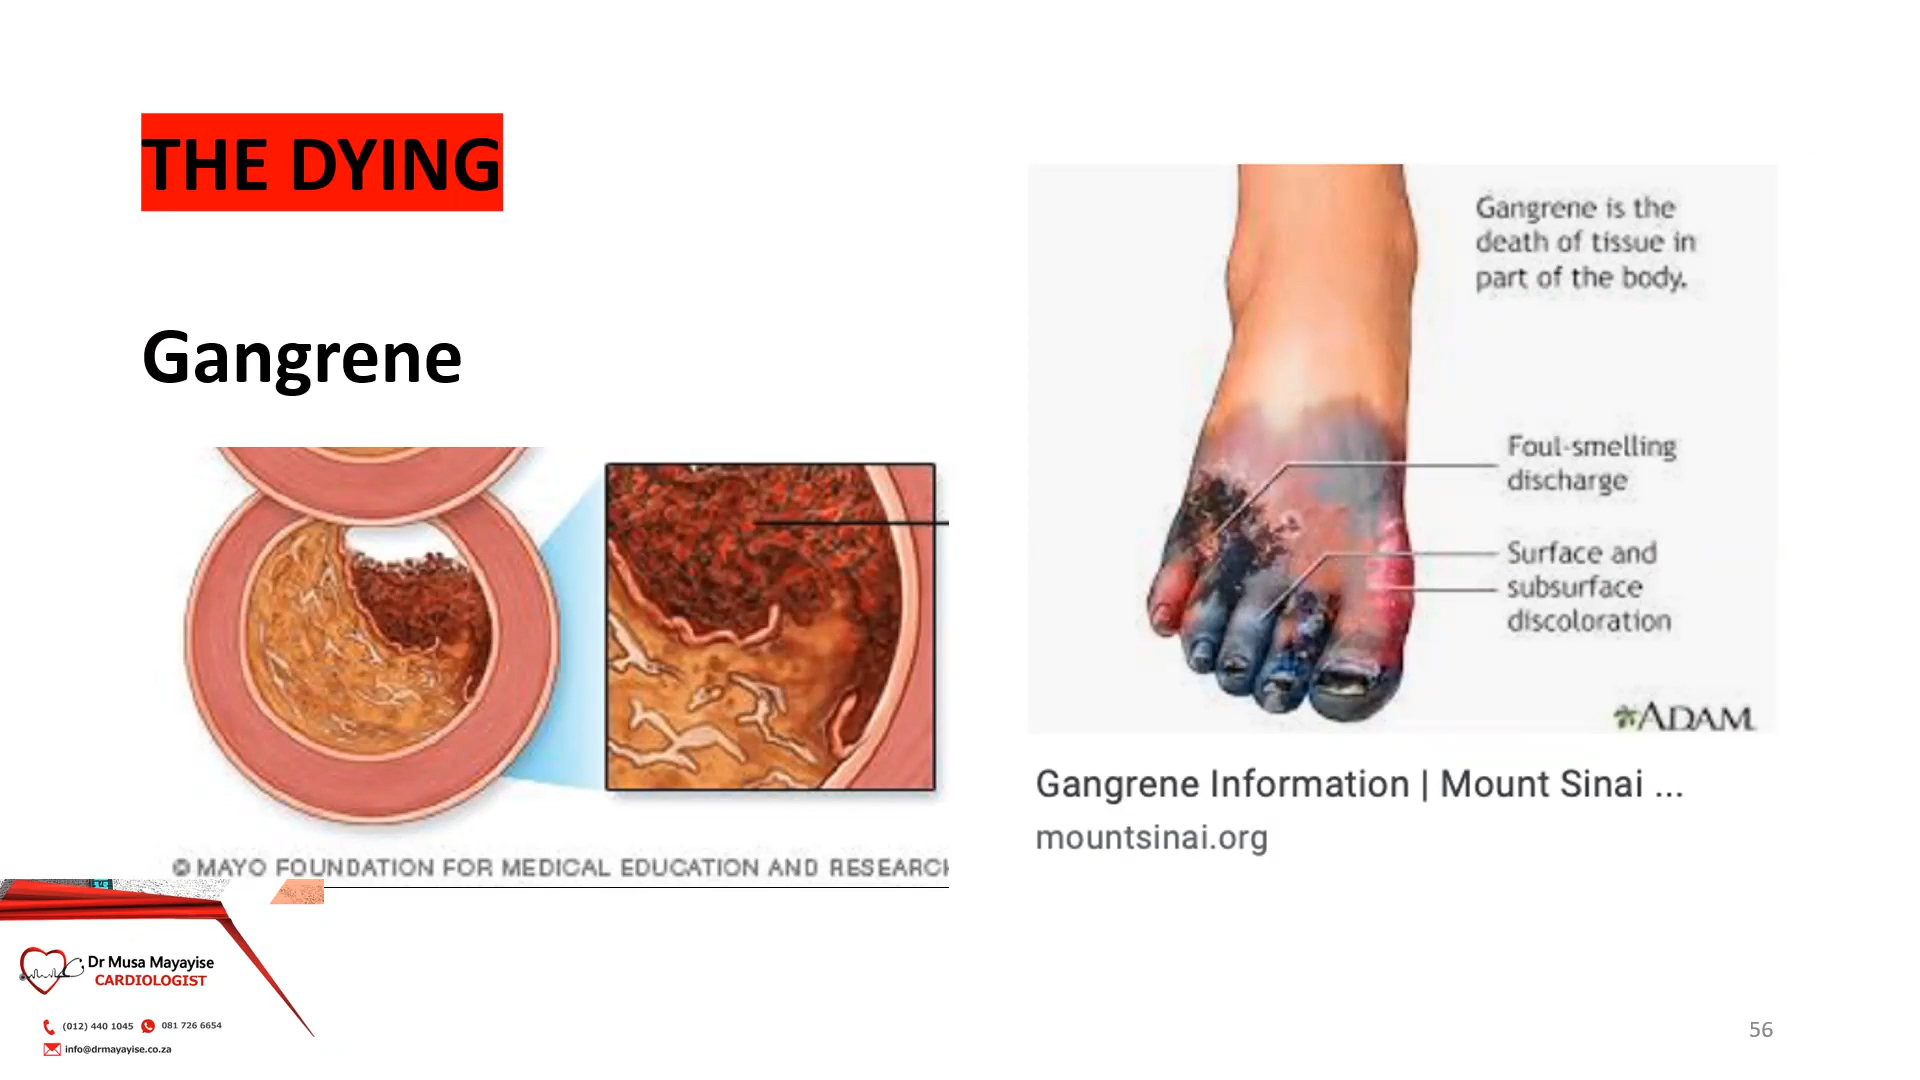 THE DYING
Gangrene
© MAYO FOUNDATION FOR MEDICAL EDUCATION AND RESEARCH
Gangrene is the
death of tissue in
part of the body.
Foul-smelling
discharge
Surface and
subsurface
discoloration
ADAM
Gangrene Information | Mount Sinai ...
mountsinai.org
Dr Musa Mayayise
CARDIOLOGIST
(012) 440 1045 081 726 6654
info@drmayayise.co.za
56